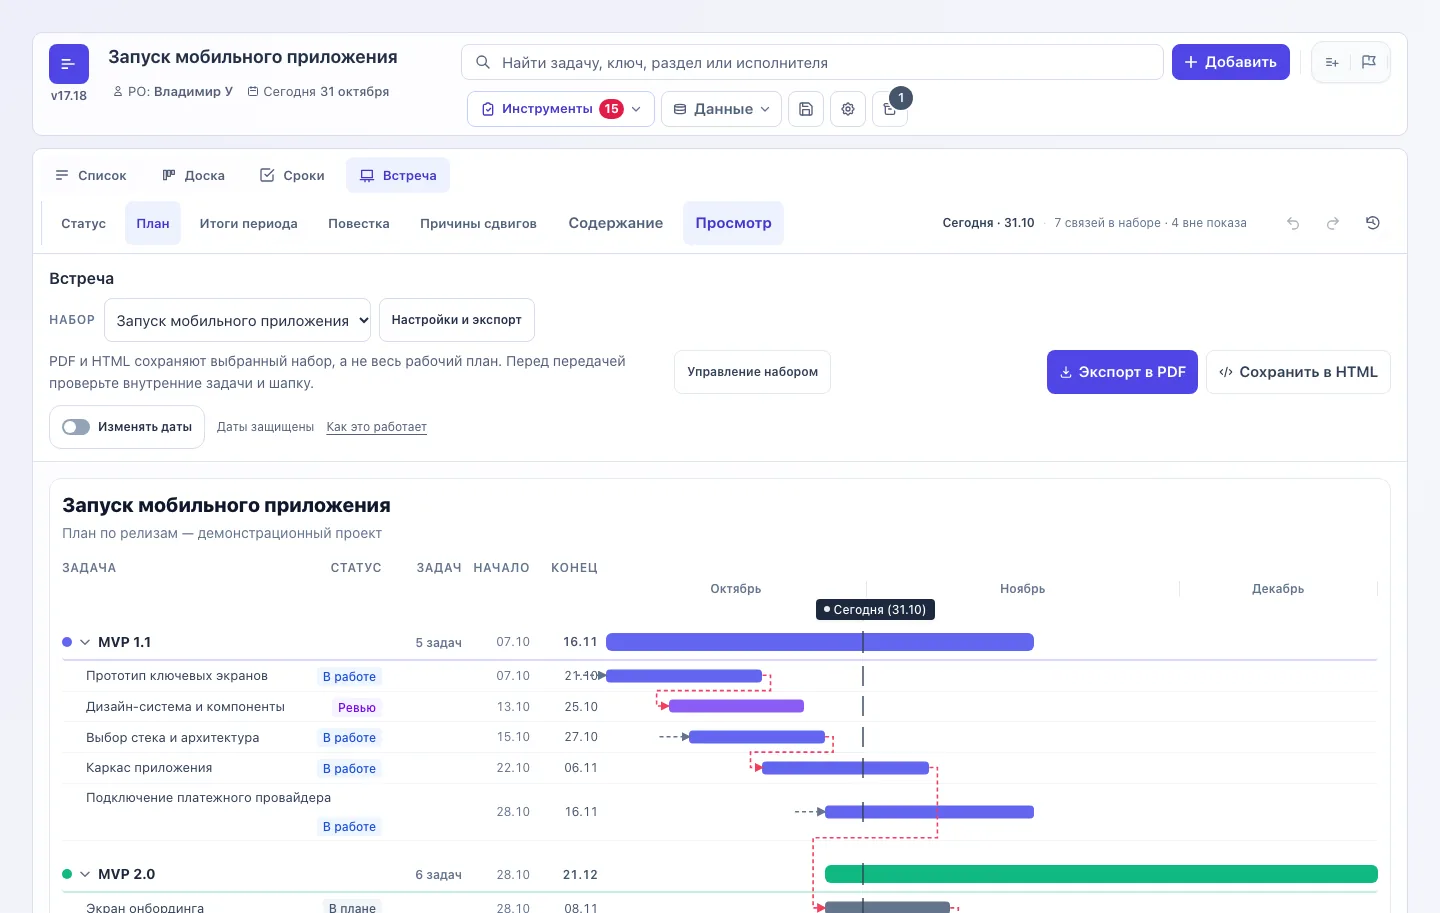 Запуск мобильного приложения
Найти задачу, ключ, раздел или исполнителя
Добавить
v17.18
PO: Владимир У
Сегодня 31 октября
Инструменты 15
Данные
1
Список
Доска
Сроки
Встреча
Статус
План
Итоги периода
Повестка
Причины сдвигов
Содержание
Просмотр
Сегодня · 31.10 · 7 связей в наборе · 4 вне показа
Встреча
НАБОР
Запуск мобильного приложения
Настройки и экспорт
PDF и HTML сохраняют выбранный набор, а не весь рабочий план. Перед передачей
проверьте внутренние задачи и шапку.
Управление набором
Экспорт в PDF
Сохранить в HTML
Изменять даты
Даты защищены
Как это работает
Запуск мобильного приложения
План по релизам — демонстрационный проект
ЗАДАЧА СТАТУС ЗАДАЧ НАЧАЛО КОНЕЦ
Октябрь Ноябрь Декабрь
Сегодня (31.10)
MVP 1.1 5 задач 07.10 16.11
Прототип ключевых экранов В работе 07.10 21.10
Дизайн-система и компоненты Ревью 13.10 25.10
Выбор стека и архитектура В работе 15.10 27.10
Каркас приложения В работе 22.10 06.11
Подключение платежного провайдера
28.10 16.11
В работе
MVP 2.0 6 задач 28.10 21.12
Экран онбординга В плане 28.10 08.11